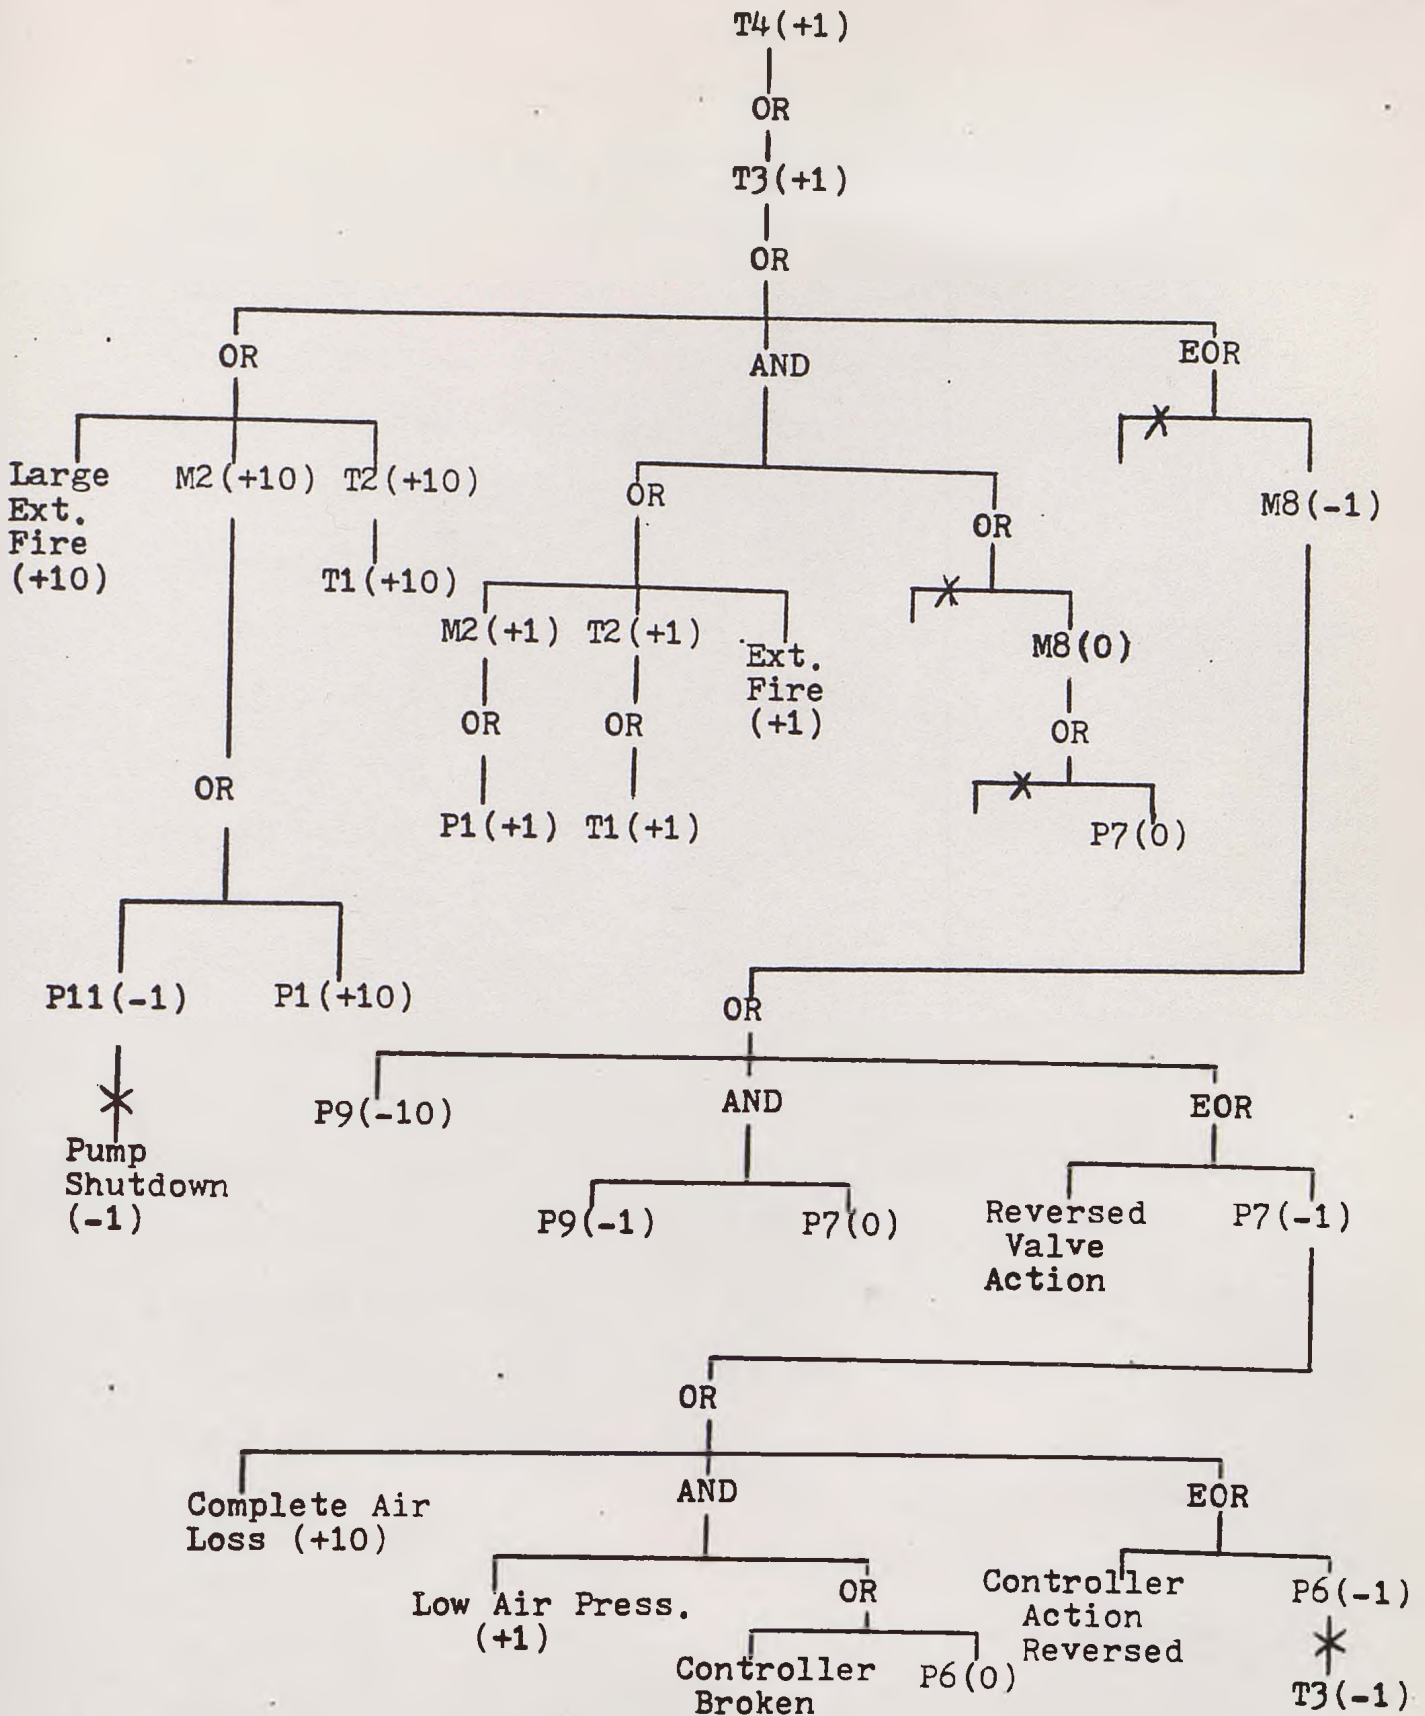 T4(+1)
OR
T3(+1)
OR
OR
AND
EOR
Large
Ext.
Fire
(+10)
M2(+10)
T2(+10)
T1(+10)
OR
OR
M8(-1)
M2(+1)
T2(+1)
Ext.
Fire
(+1)
M8(0)
OR
OR
OR
P1(+1)
T1(+1)
P7(0)
OR
P11(-1)
P1(+10)
Pump
Shutdown
(-1)
OR
P9(-10)
AND
EOR
P9(-1)
P7(0)
Reversed
Valve
Action
P7(-1)
OR
Complete Air
Loss (+10)
AND
EOR
Low Air Press.
(+1)
OR
Controller
Broken
P6(0)
Controller
Action
Reversed
P6(-1)
T3(-1)